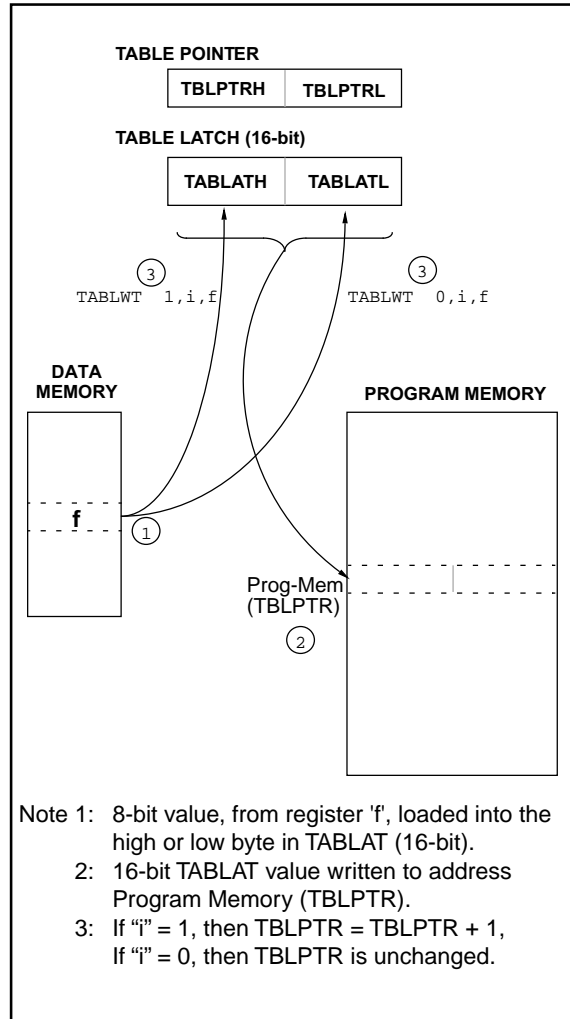 TABLE POINTER
TBLPTRH TBLPTRL
TABLE LATCH (16-bit)
TABLATH TABLATL
3 3
TABLWT 1,i,f TABLWT 0,i,f
DATA
MEMORY PROGRAM MEMORY
f
1
Prog-Mem
(TBLPTR)
2
Note 1: 8-bit value, from register 'f', loaded into the
high or low byte in TABLAT (16-bit).
2: 16-bit TABLAT value written to address
Program Memory (TBLPTR).
3: If “i” = 1, then TBLPTR = TBLPTR + 1,
If “i” = 0, then TBLPTR is unchanged.